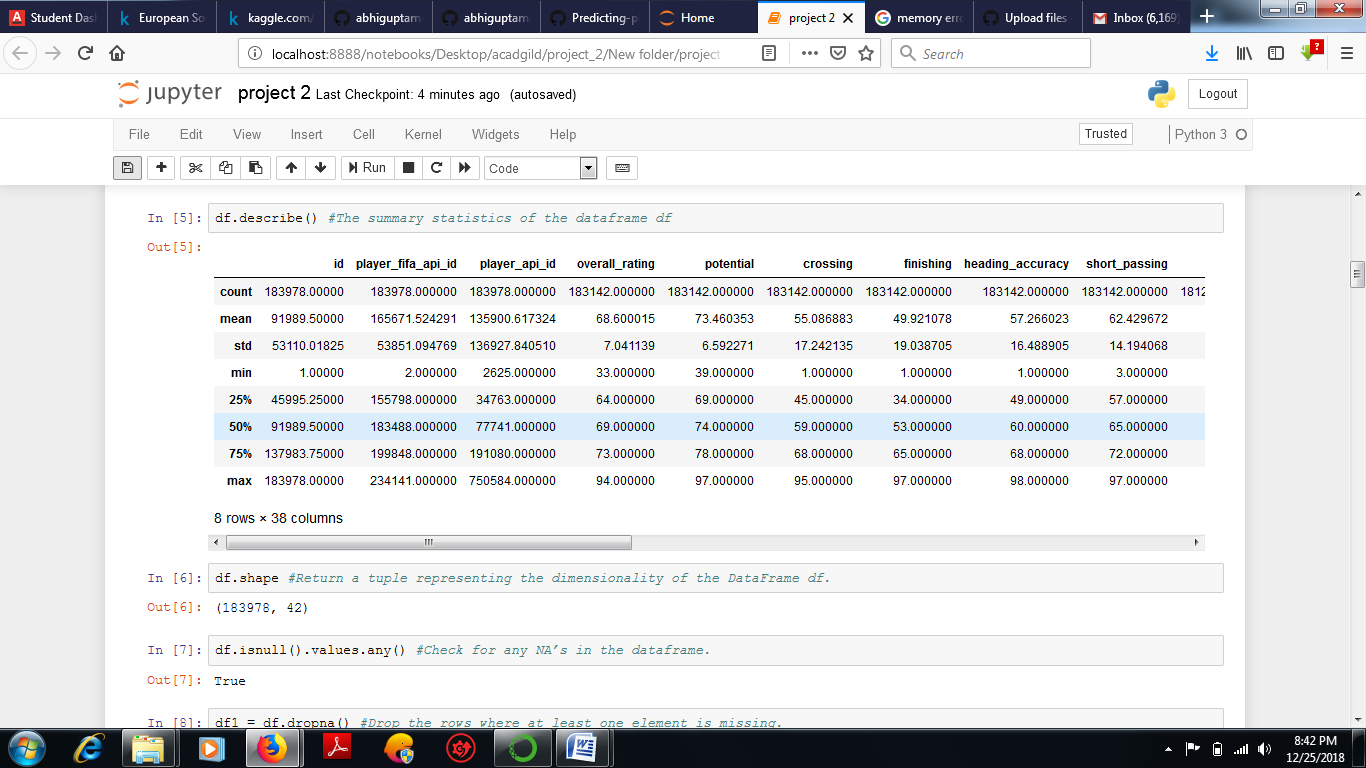 Student Das
European So
kaggle.com/
abhiguptam
abhiguptam
Predicting-p
Home
project 2
memory erro
Upload files
Inbox (6,169)
localhost:8888/notebooks/Desktop/acadgild/project_2/New folder/project
Search
jupyter project 2 Last Checkpoint: 4 minutes ago (autosaved)
Logout
File Edit View Insert Cell Kernel Widgets Help
Trusted Python 3
Run Code
In [5]: df.describe() #The summary statistics of the dataframe df
Out[5]:
id player_fifa_api_id player_api_id overall_rating potential crossing finishing heading_accuracy short_passing
count 183978.00000 183978.000000 183978.000000 183142.000000 183142.000000 183142.000000 183142.000000 183142.000000 183142.000000 1812
mean 91989.50000 165671.524291 135900.617324 68.600015 73.460353 55.086883 49.921078 57.266023 62.429672
std 53110.01825 53851.094769 136927.840510 7.041139 6.592271 17.242135 19.038705 16.488905 14.194068
min 1.00000 2.000000 2625.000000 33.000000 39.000000 1.000000 1.000000 1.000000 3.000000
25% 45995.25000 155798.000000 34763.000000 64.000000 69.000000 45.000000 34.000000 49.000000 57.000000
50% 91989.50000 183488.000000 77741.000000 69.000000 74.000000 59.000000 53.000000 60.000000 65.000000
75% 137983.75000 199848.000000 191080.000000 73.000000 78.000000 68.000000 65.000000 68.000000 72.000000
max 183978.00000 234141.000000 750584.000000 94.000000 97.000000 95.000000 97.000000 98.000000 97.000000
8 rows × 38 columns
In [6]: df.shape #Return a tuple representing the dimensionality of the DataFrame df.
Out[6]: (183978, 42)
In [7]: df.isnull().values.any() #Check for any NA’s in the dataframe.
Out[7]: True
In [8]: df1 = df.dropna() #Drop the rows where at least one element is missing.
8:42 PM
12/25/2018